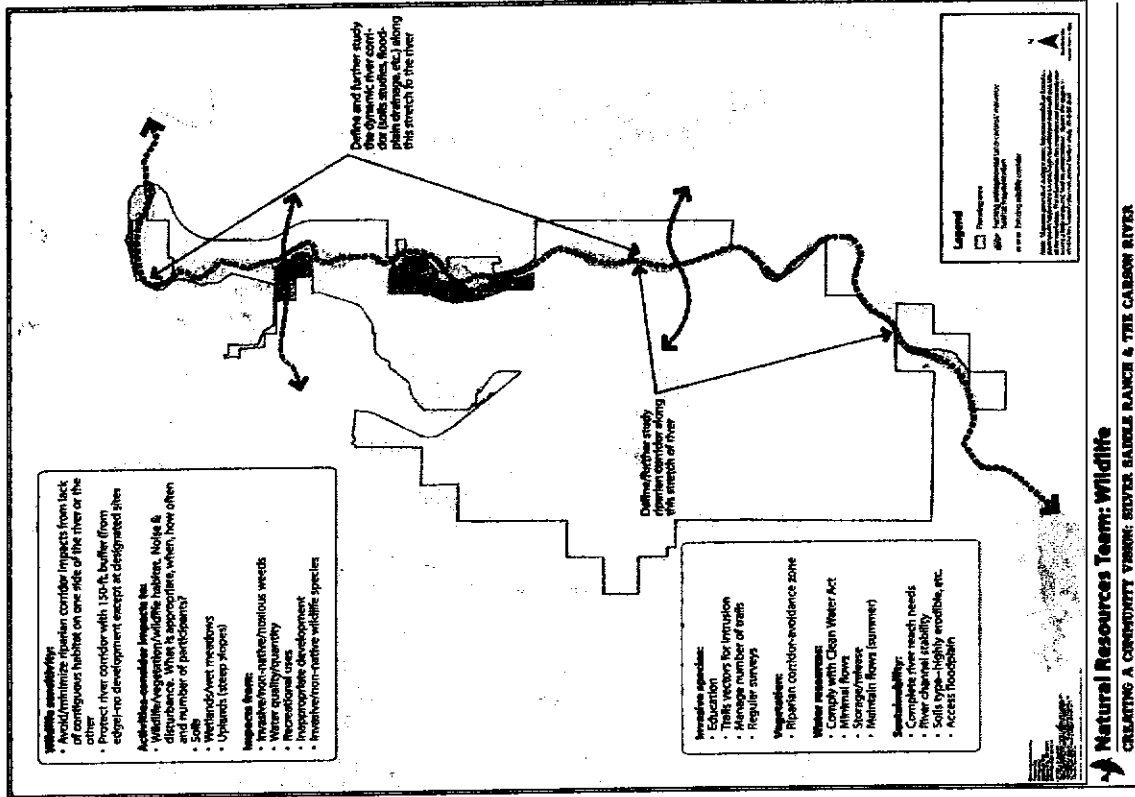 Wildlife sensitivity:
• Avoid/minimize riparian corridor impacts from lack
of contiguous habitat on one side of the river or the
other
• Protect river corridor with 150-ft. buffer (from
edge)–no development except at designated sites
Activities–consider impacts to:
• Wildlife/vegetation/wildlife habitat. Noise &
disturbance. What is appropriate, when, how often
and number of participants?
• Soils
• Wetlands/wet meadows
• Uplands (steep slopes)
Impacts from:
• Invasive/non-native/noxious weeds
• Water quality/quantity
• Recreational uses
• Inappropriate development
• Invasive/non-native wildlife species
Define and further study
the dynamic river corri-
dor (soils studies, flood-
plain drainage, etc.) along
this stretch fo the river
Define/further study
riparian corridor along
this stretch of river
Invasive species:
• Education
• Trails vectors for intrusion
• Manage number of trails
• Regular surveys
Vegetation:
• Riparian corridor-avoidance zone
Water resources:
• Comply with Clean Water Act
• Minimal flows
• Storage/release
• Maintain flows (summer)
Sustainability:
• Complete river reach needs
• River channel stability
• Soils type–highly erodible, etc.
• Access floodplain
Legend
Planning area
Existing wildlife corridor
N
Natural Resources Team: Wildlife
CREATING A COMMUNITY VISION: SILVER SADDLE RANCH & THE CARSON RIVER